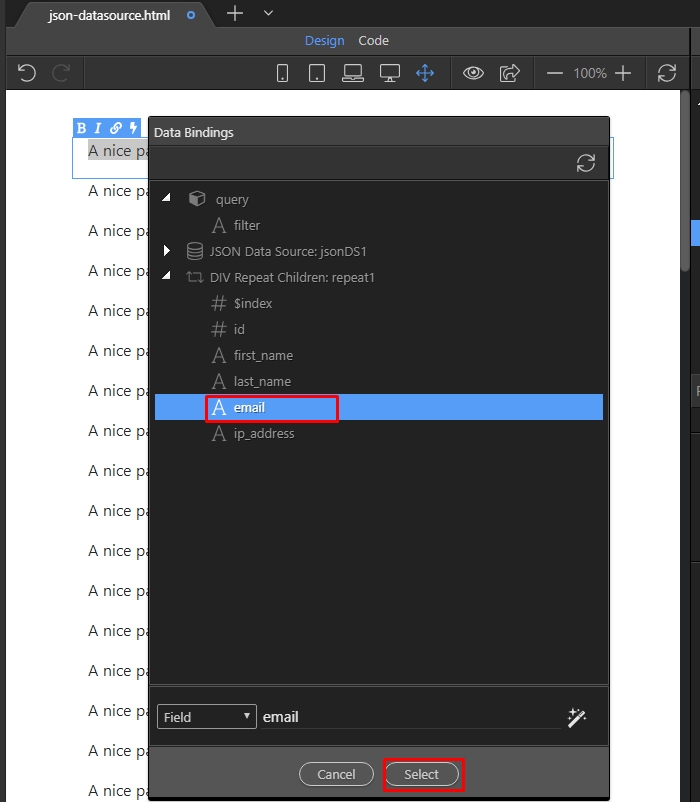 json-datasource.html
Design Code
100%
B I
Data Bindings
A nice pa
query
A nice pa
filter
A nice pa
JSON Data Source: jsonDS1
A nice pa
DIV Repeat Children: repeat1
$index
A nice pa
id
A nice pa
first_name
last_name
A nice pa
email
A nice pa
ip_address
A nice pa
A nice pa
A nice pa
A nice pa
A nice pa
A nice pa
A nice pa
Field email
A nice pa
A nice pa
Cancel Select